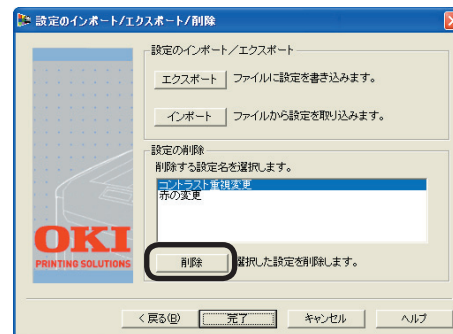 設定のインポート/エクスポート/削除
設定のインポート／エクスポート
エクスポート ファイルに設定を書き込みます。
インポート ファイルから設定を取り込みます。
設定の削除
削除する設定名を選択します。
コントラスト重視変更
赤の変更
OKI
PRINTING SOLUTIONS
削除 選択した設定を削除します。
< 戻る(B) 完了 キャンセル ヘルプ